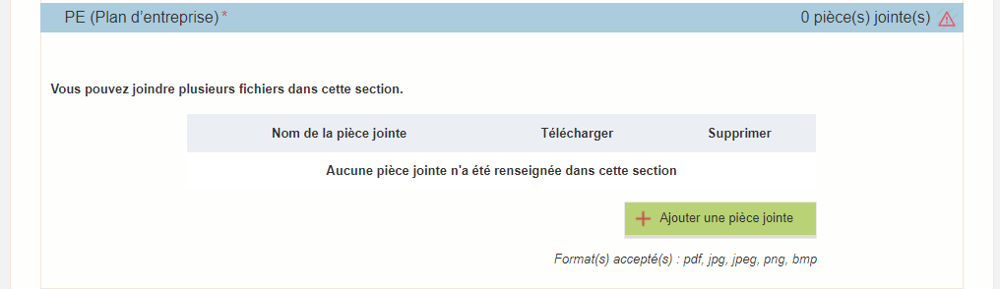 PE (Plan d’entreprise) * 0 pièce(s) jointe(s)
Vous pouvez joindre plusieurs fichiers dans cette section.
Nom de la pièce jointe Télécharger Supprimer
Aucune pièce jointe n'a été renseignée dans cette section
Ajouter une pièce jointe
Format(s) accepté(s) : pdf, jpg, jpeg, png, bmp